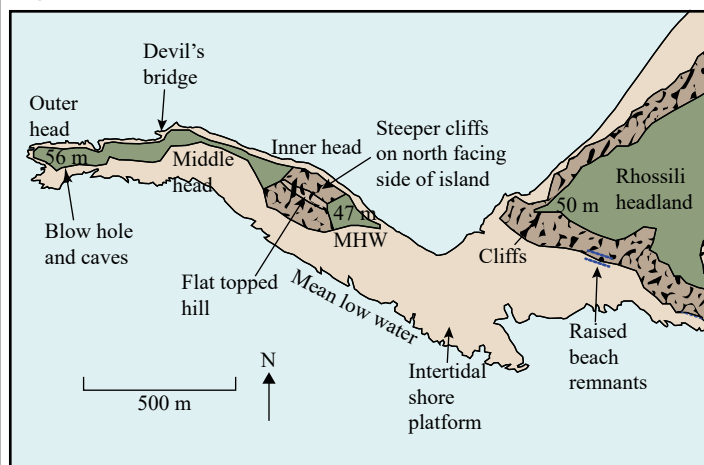 Devil's
bridge
Outer
head
56 m
Middle
head
Inner head
Steeper cliffs
on north facing
side of island
47 m
MHW
Rhossili
headland
50 m
Cliffs
Blow hole
and caves
Flat topped
hill
Mean low water
Intertidal
shore
platform
Raised
beach
remnants
N
500 m